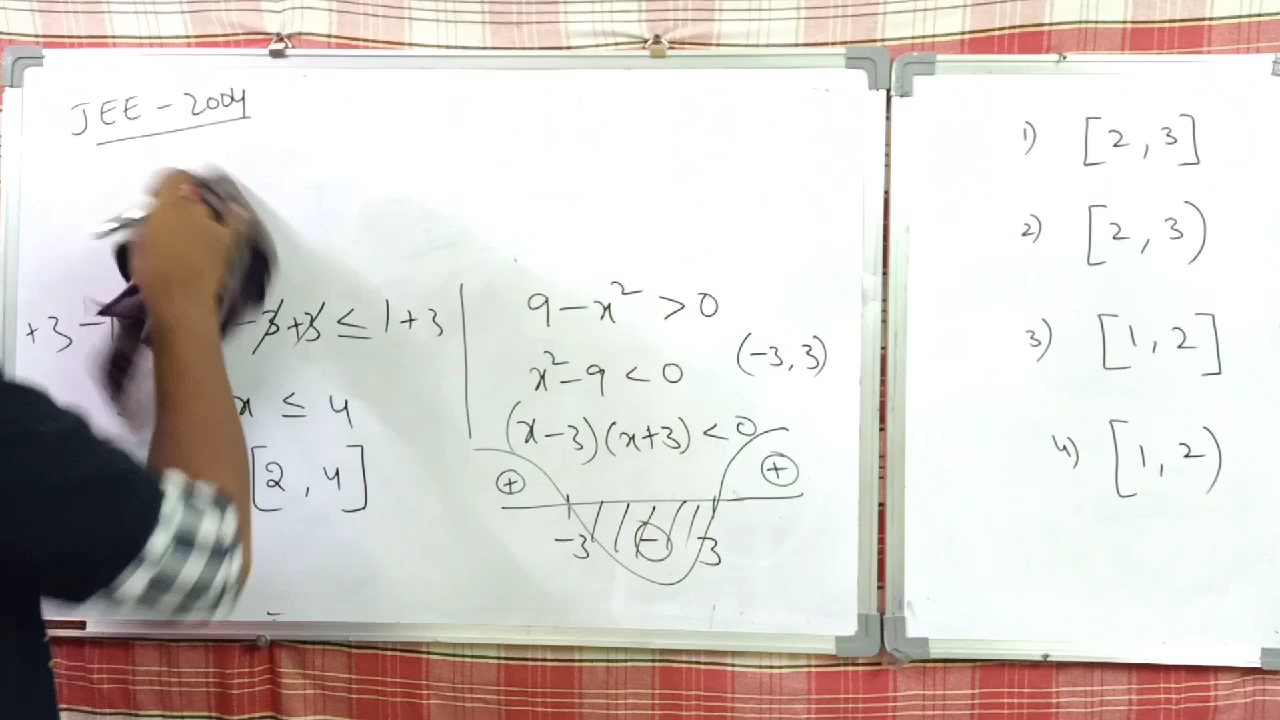 JEE - 2004
+3 -1 -3+3 ≤ 1+3
x ≤ 4
[2, 4]
9 - x² > 0
x² - 9 < 0 (-3, 3)
(x-3)(x+3) < 0
+ +
-3 - 3
1) [2, 3]
2) [2, 3)
3) [1, 2]
4) [1, 2)